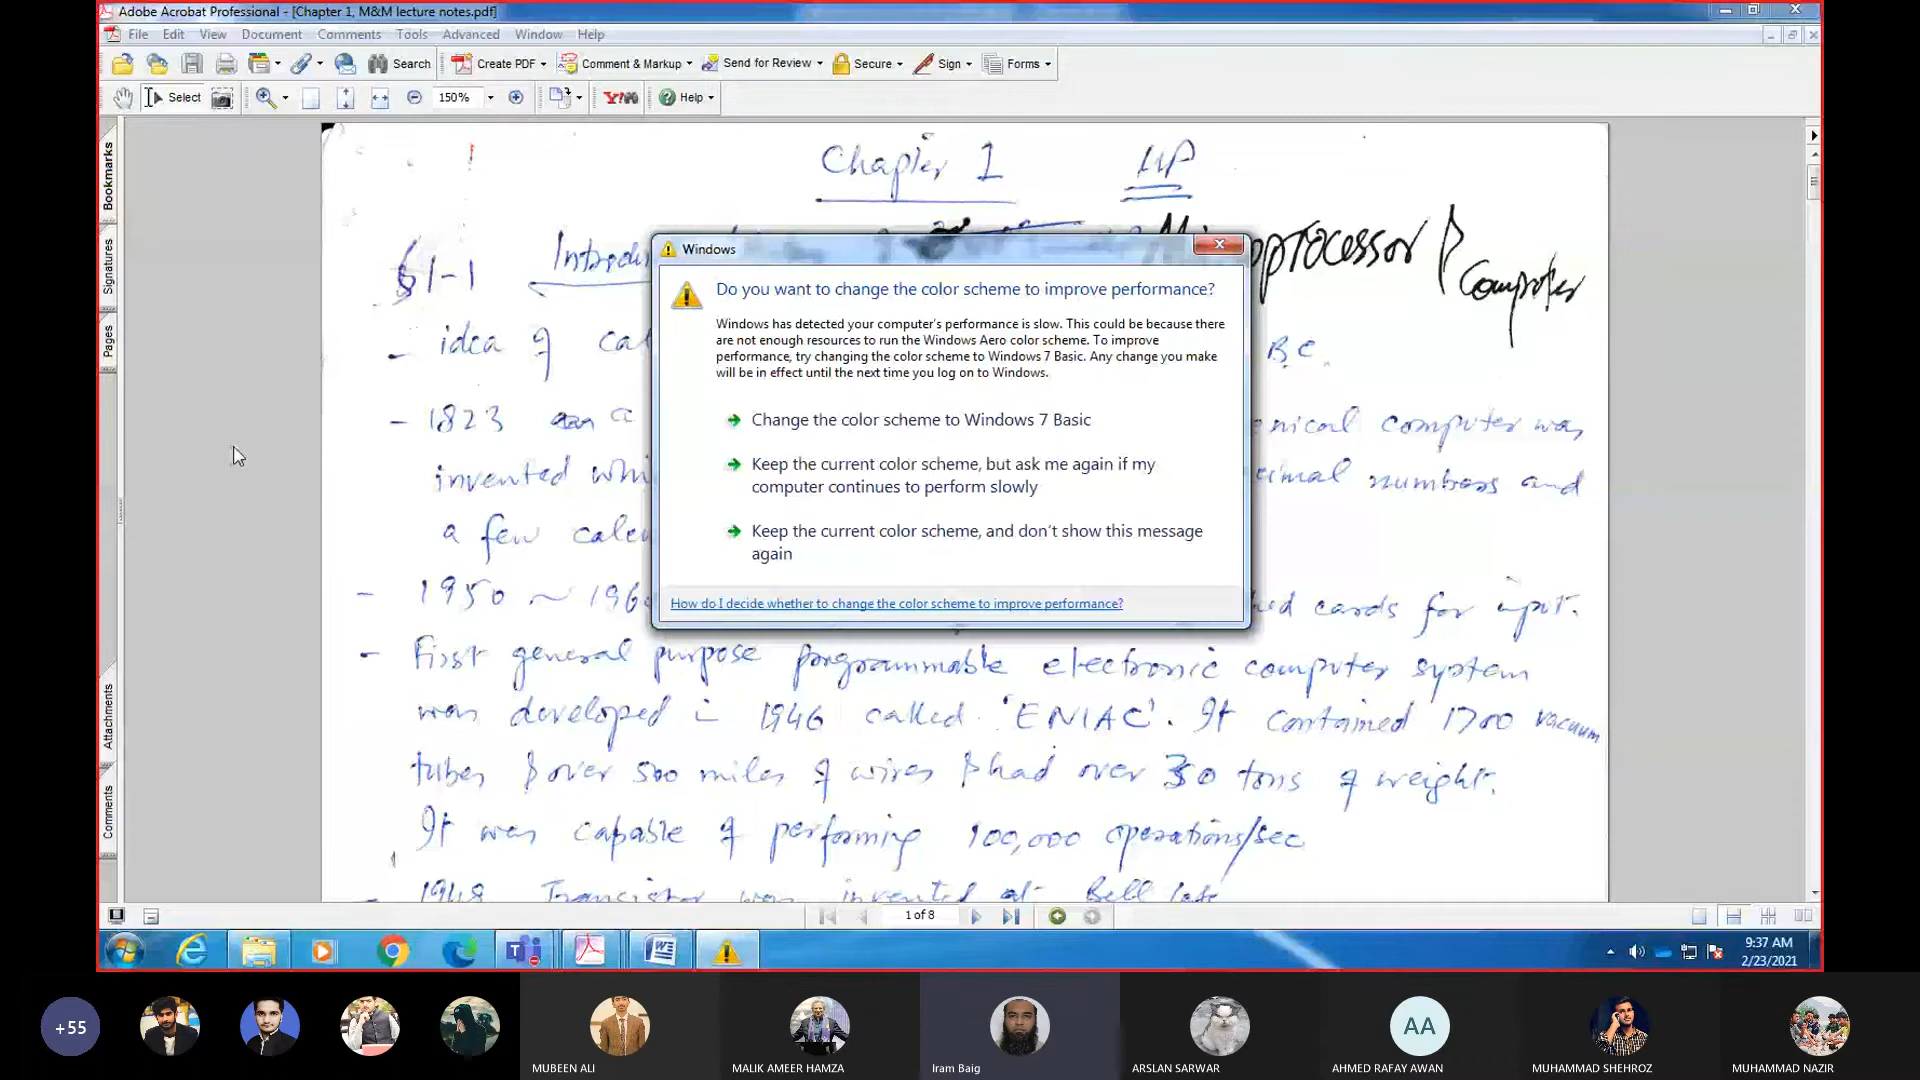 Adobe Acrobat Professional - [Chapter 1, M&M lecture notes.pdf]
File Edit View Document Comments Tools Advanced Window Help
Search Create PDF Comment & Markup Send for Review Secure Sign Forms
Select 150% Y! Help
Bookmarks
Signatures
Pages
Attachments
Comments
Chapter 1 MP
§1-1 Introdu Microprocessor &
Computer
- idea of cal B.C.
- 1823 a nical computer was
invented whi cimal numbers and
a few calcu
- 1950 ~ 196 hed cards for input.
- First general purpose programmable electronic computer system
was developed in 1946 called 'ENIAC'. It contained 1700 vacuum
tubes & over 500 miles of wires & had over 30 tons of weight.
It was capable of performing 100,000 operations/sec
- 1948 Transistor was invented at Bell labs
Windows
Do you want to change the color scheme to improve performance?
Windows has detected your computer's performance is slow. This could be because there
are not enough resources to run the Windows Aero color scheme. To improve
performance, try changing the color scheme to Windows 7 Basic. Any change you make
will be in effect until the next time you log on to Windows.
Change the color scheme to Windows 7 Basic
Keep the current color scheme, but ask me again if my
computer continues to perform slowly
Keep the current color scheme, and don't show this message
again
How do I decide whether to change the color scheme to improve performance?
1 of 8
9:37 AM
2/23/2021
+55
AA
MUBEEN ALI
MALIK AMEER HAMZA
Iram Baig
ARSLAN SARWAR
AHMED RAFAY AWAN
MUHAMMAD SHEHROZ
MUHAMMAD NAZIR